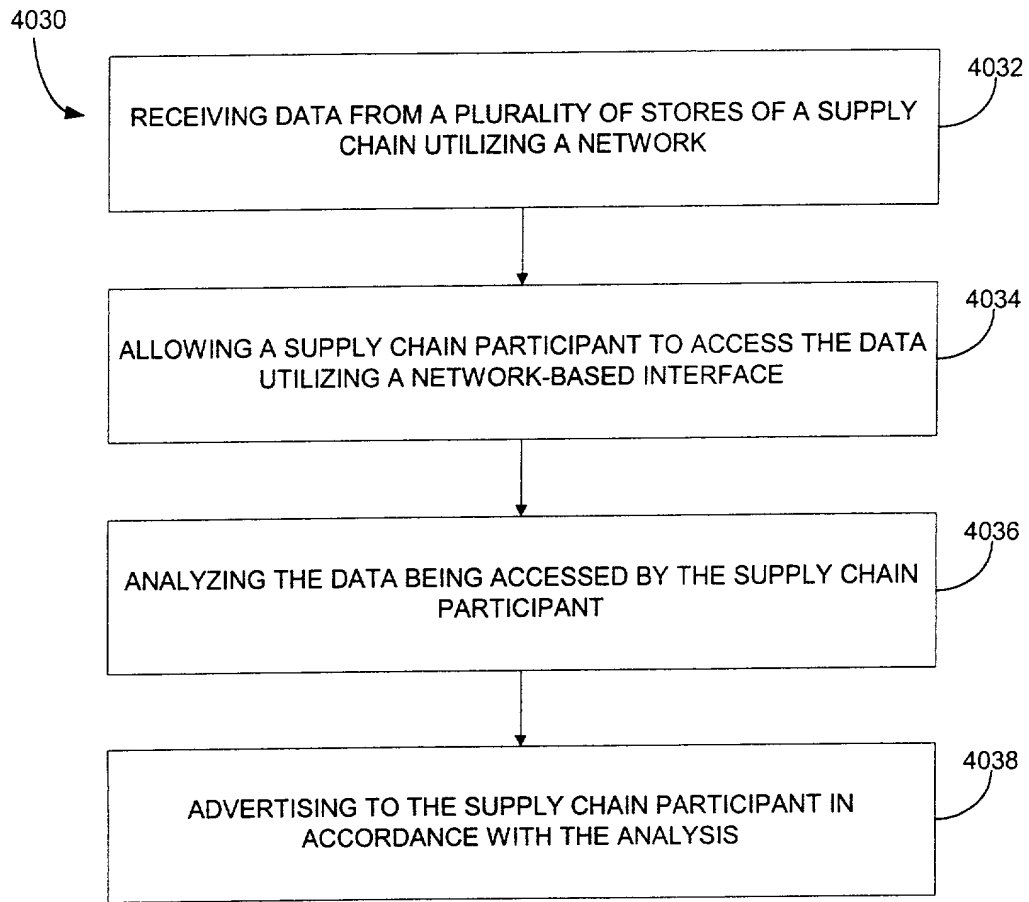 4030
4032
RECEIVING DATA FROM A PLURALITY OF STORES OF A SUPPLY
CHAIN UTILIZING A NETWORK
4034
ALLOWING A SUPPLY CHAIN PARTICIPANT TO ACCESS THE DATA
UTILIZING A NETWORK-BASED INTERFACE
4036
ANALYZING THE DATA BEING ACCESSED BY THE SUPPLY CHAIN
PARTICIPANT
4038
ADVERTISING TO THE SUPPLY CHAIN PARTICIPANT IN
ACCORDANCE WITH THE ANALYSIS